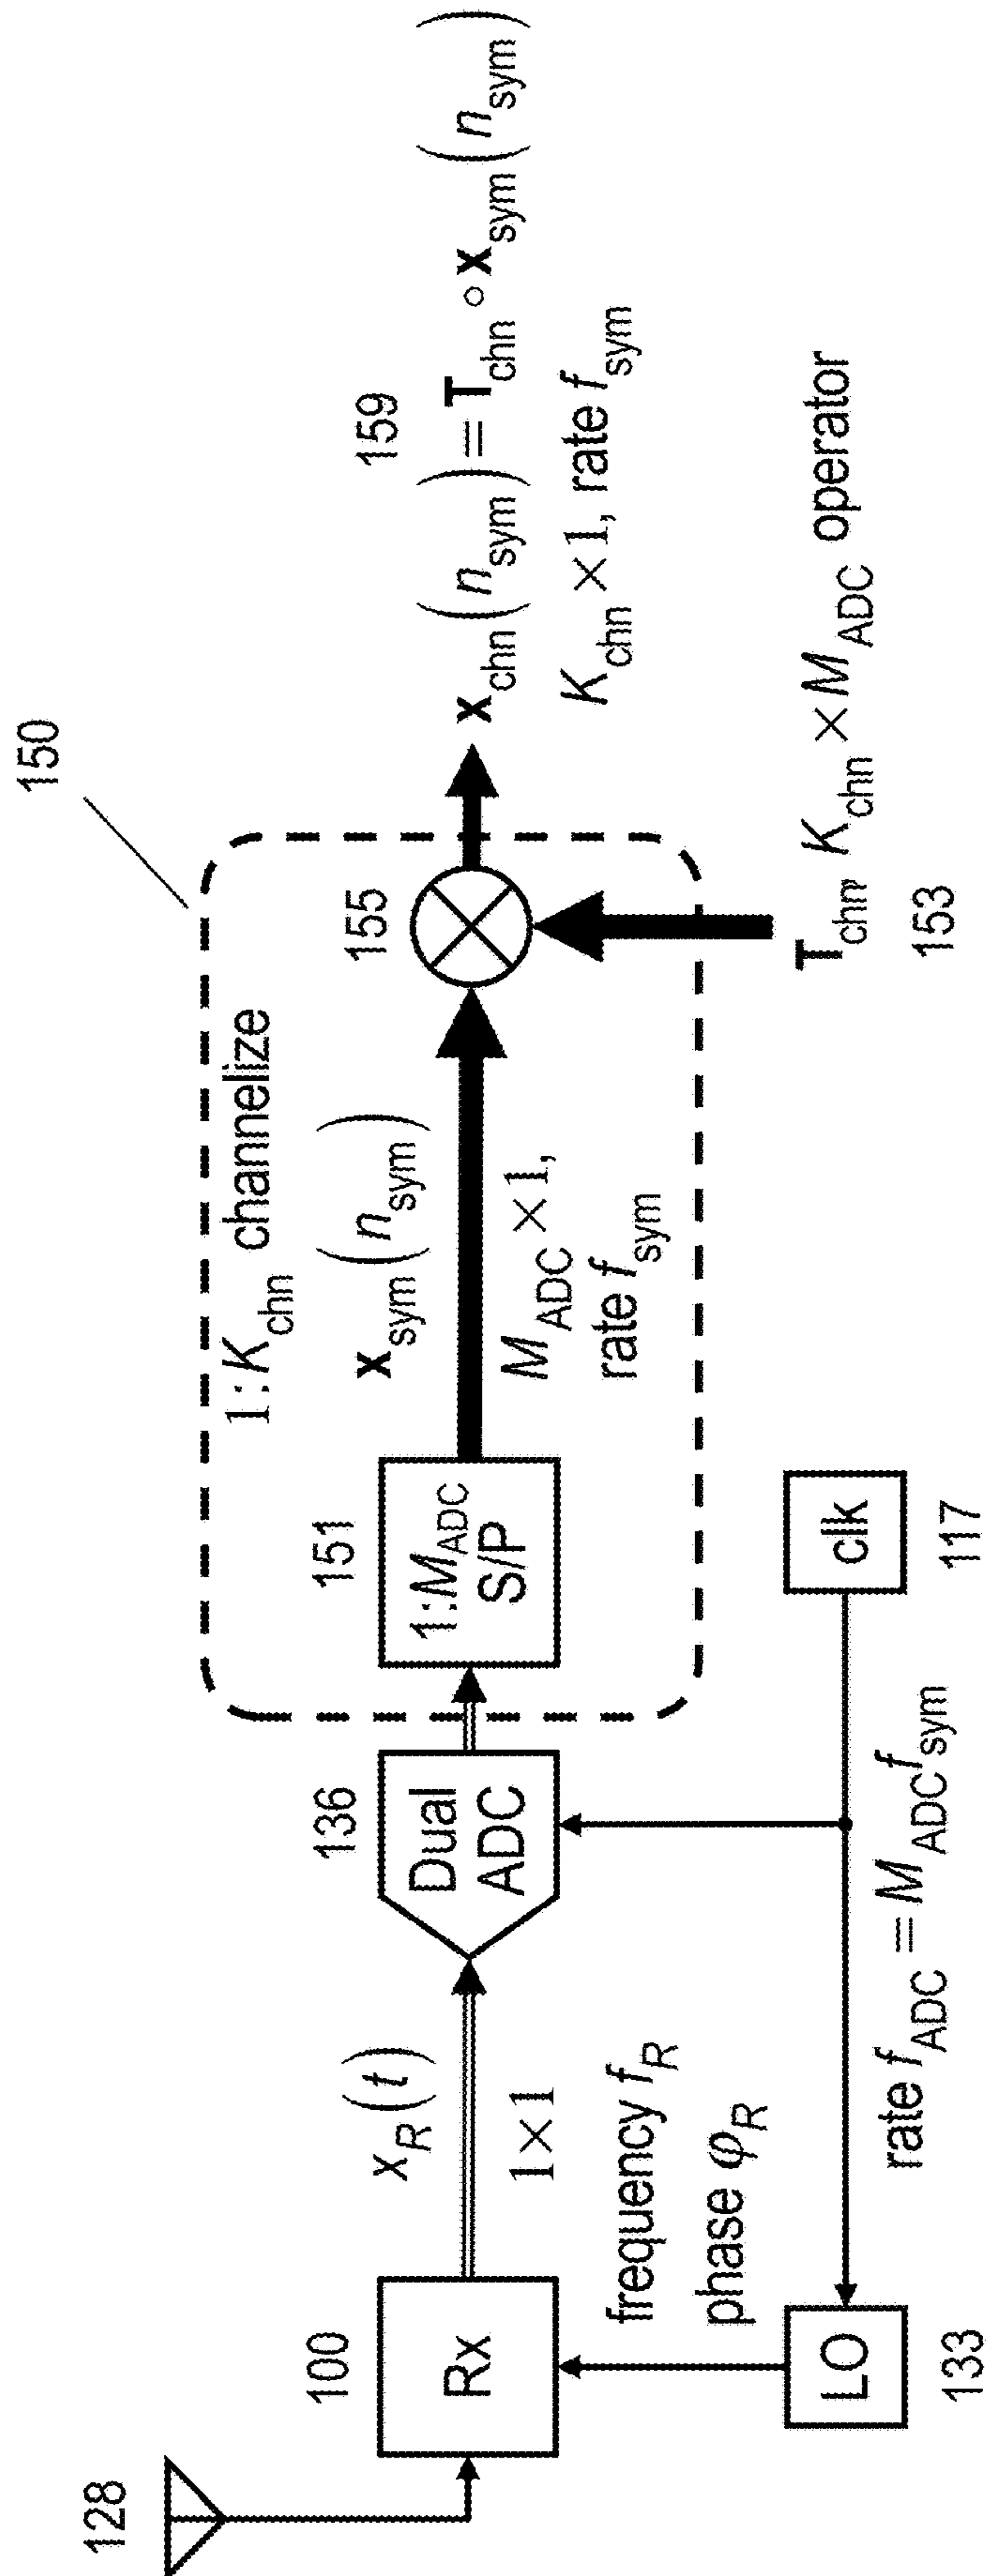 150
128
100
Rx
x_R(t)
1×1
136
Dual
ADC
1:K_chn channelize
151
1:M_ADC
S/P
x_sym(n_sym)
M_ADC×1,
rate f_sym
155
159
x_chn(n_sym)=T_chn∘x_sym(n_sym)
K_chn×1, rate f_sym
frequency f_R
phase φ_R
LO
133
rate f_ADC=M_ADC f_sym
clk
117
T_chn, K_chn×M_ADC operator
153